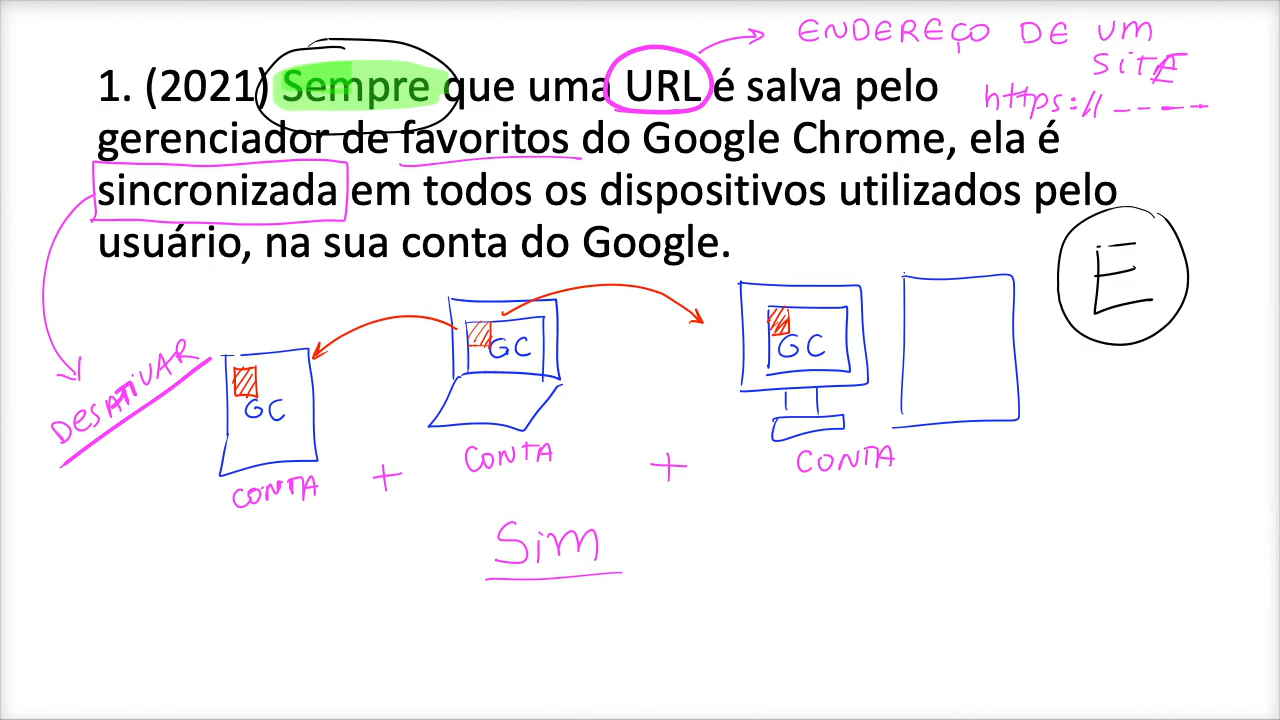 ENDEREÇO DE UM
SITE
https://_----
1. (2021) Sempre que uma URL é salva pelo
gerenciador de favoritos do Google Chrome, ela é
sincronizada em todos os dispositivos utilizados pelo
usuário, na sua conta do Google.
E
DESATIVAR
GC
GC
GC
CONTA + CONTA + CONTA
Sim